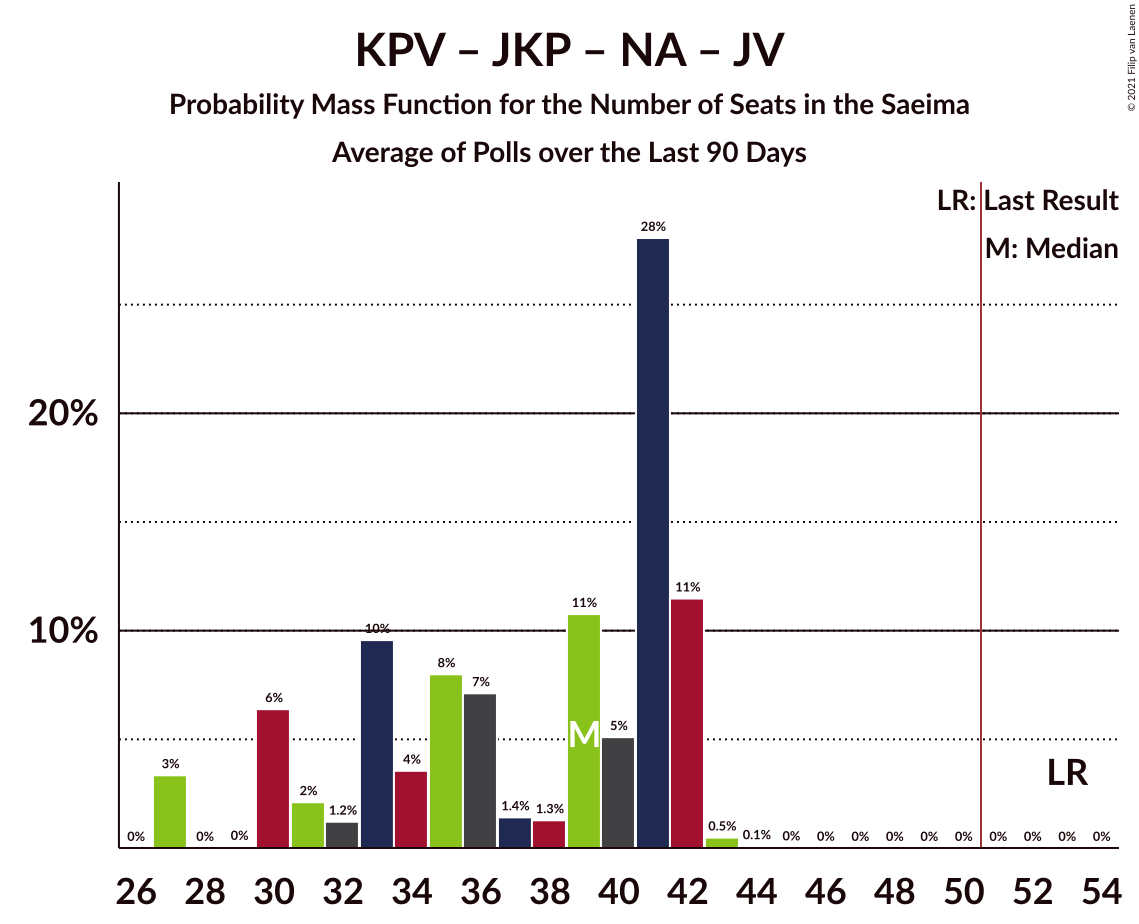 KPV – JKP – NA – JV
Probability Mass Function for the Number of Seats in the Saeima
Average of Polls over the Last 90 Days
© 2021 Filip van Laenen
LR: Last Result
M: Median
28%
20%
11%
11%
10%
10%
8%
7%
6%
M
5%
4%
LR
3%
2%
1.2%
1.4%
1.3%
0.5%
0.1%
0% 0% 0% 0% 0% 0% 0% 0% 0% 0% 0% 0% 0%
26 28 30 32 34 36 38 40 42 44 46 48 50 52 54